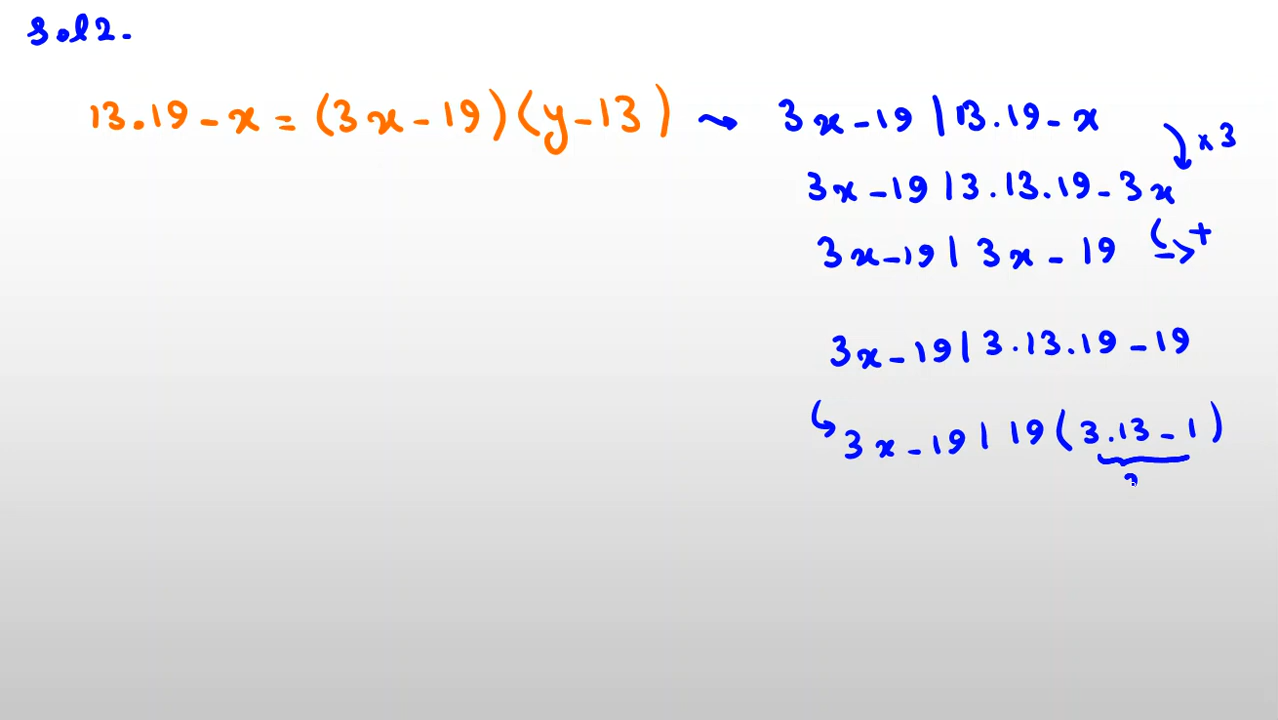 Sol2.
13.19 - x = (3x - 19)(y - 13) ⇝ 3x - 19 | 13.19 - x
× 3
3x - 19 | 3.13.19 - 3x
3x - 19 | 3x - 19 +
3x - 19 | 3.13.19 - 19
3x - 19 | 19(3.13 - 1)